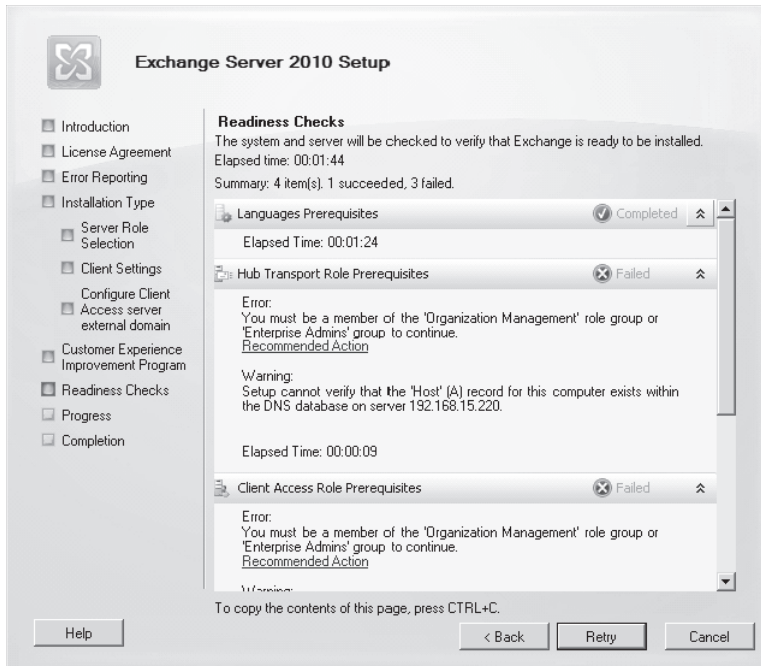 Exchange Server 2010 Setup
Introduction
License Agreement
Error Reporting
Installation Type
Server Role
Selection
Client Settings
Configure Client
Access server
external domain
Customer Experience
Improvement Program
Readiness Checks
Progress
Completion
Readiness Checks
The system and server will be checked to verify that Exchange is ready to be installed.
Elapsed time: 00:01:44
Summary: 4 item(s). 1 succeeded, 3 failed.
Languages Prerequisites Completed
Elapsed Time: 00:01:24
Hub Transport Role Prerequisites Failed
Error:
You must be a member of the 'Organization Management' role group or
'Enterprise Admins' group to continue.
Recommended Action
Warning:
Setup cannot verify that the 'Host' (A) record for this computer exists within
the DNS database on server 192.168.15.220.
Elapsed Time: 00:00:09
Client Access Role Prerequisites Failed
Error:
You must be a member of the 'Organization Management' role group or
'Enterprise Admins' group to continue.
Recommended Action
Warning:
To copy the contents of this page, press CTRL+C.
Help < Back Retry Cancel